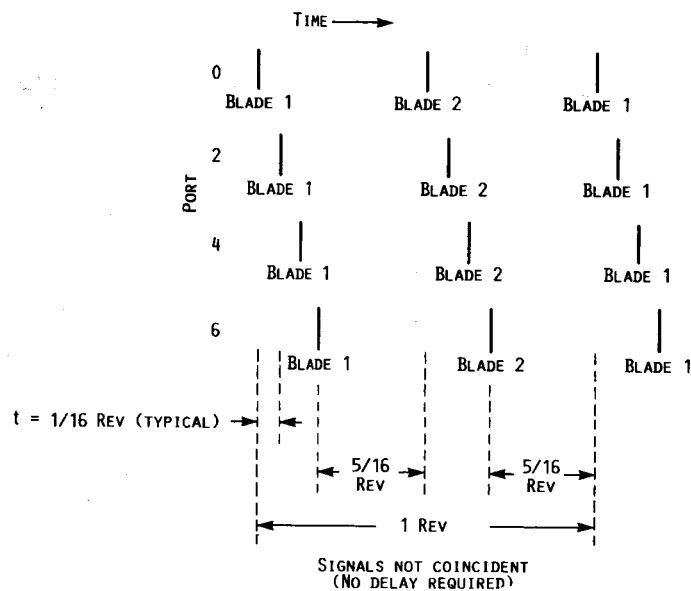 TIME
0
BLADE 1 BLADE 2 BLADE 1
2
BLADE 1 BLADE 2 BLADE 1
PORT
4
BLADE 1 BLADE 2 BLADE 1
6
BLADE 1 BLADE 2 BLADE 1
t = 1/16 REV (TYPICAL)
5/16 5/16
REV REV
1 REV
SIGNALS NOT COINCIDENT
(NO DELAY REQUIRED)